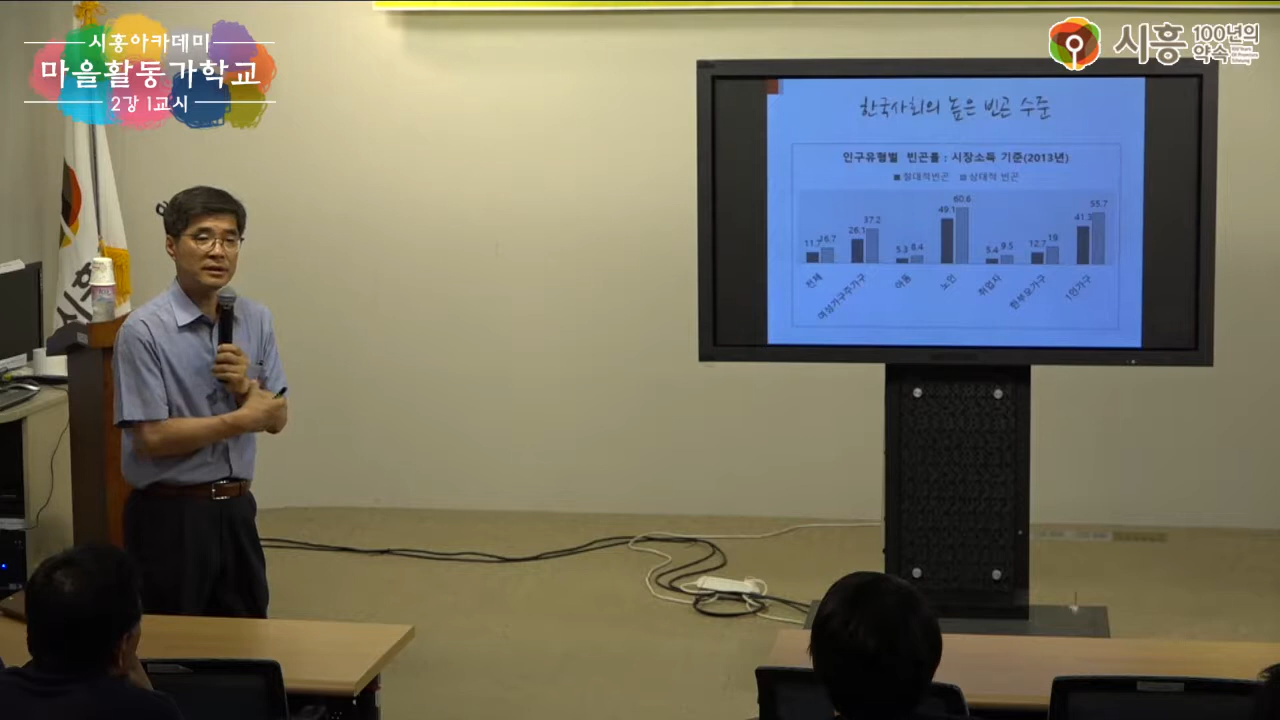 시흥아카데미
마을활동가학교
2강 1교시
시흥 100년의
약속
한국사회의 높은 빈곤 수준
인구유형별 빈곤율 : 시장소득 기준(2013년)
절대적빈곤 상대적 빈곤
11.7 16.7 26.1 37.2 5.3 8.4 49.1 60.6 5.4 9.5 12.7 19 41.3 55.7
전체 여성가구주가구 아동 노인 취업자 한부모가구 1인가구